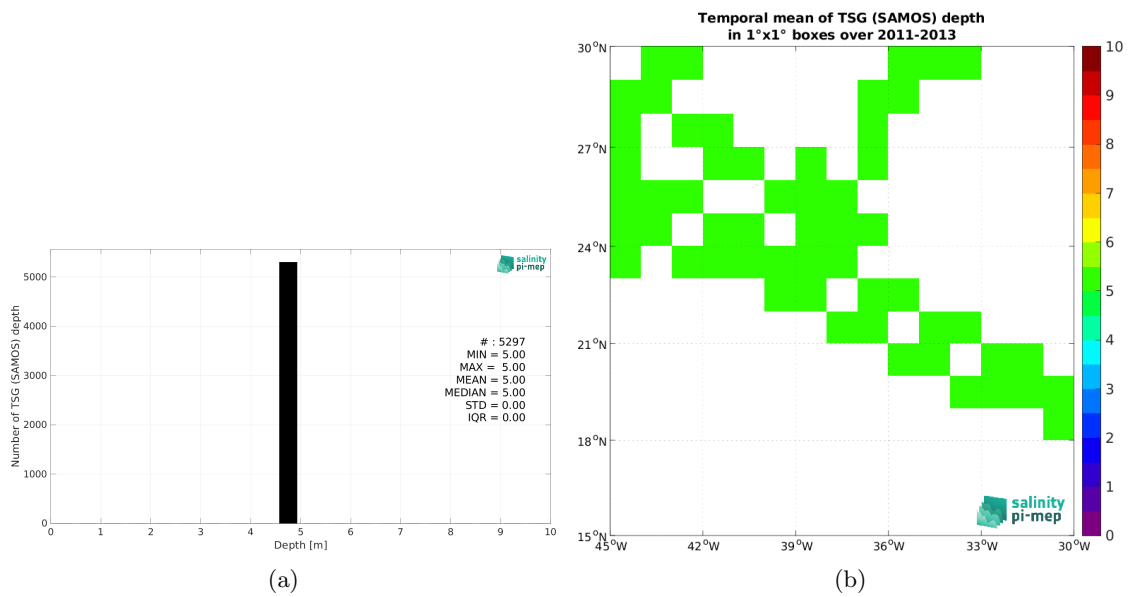 salinity
pi-mep
5000
4000
3000
2000
1000
0
Number of TSG (SAMOS) depth
# : 5297
MIN = 5.00
MAX = 5.00
MEAN = 5.00
MEDIAN = 5.00
STD = 0.00
IQR = 0.00
0 1 2 3 4 5 6 7 8 9 10
Depth [m]
(a)
Temporal mean of TSG (SAMOS) depth
in 1°x1° boxes over 2011-2013
30°N
27°N
24°N
21°N
18°N
15°N
45°W 42°W 39°W 36°W 33°W 30°W
salinity
pi-mep
10
9
8
7
6
5
4
3
2
1
0
(b)